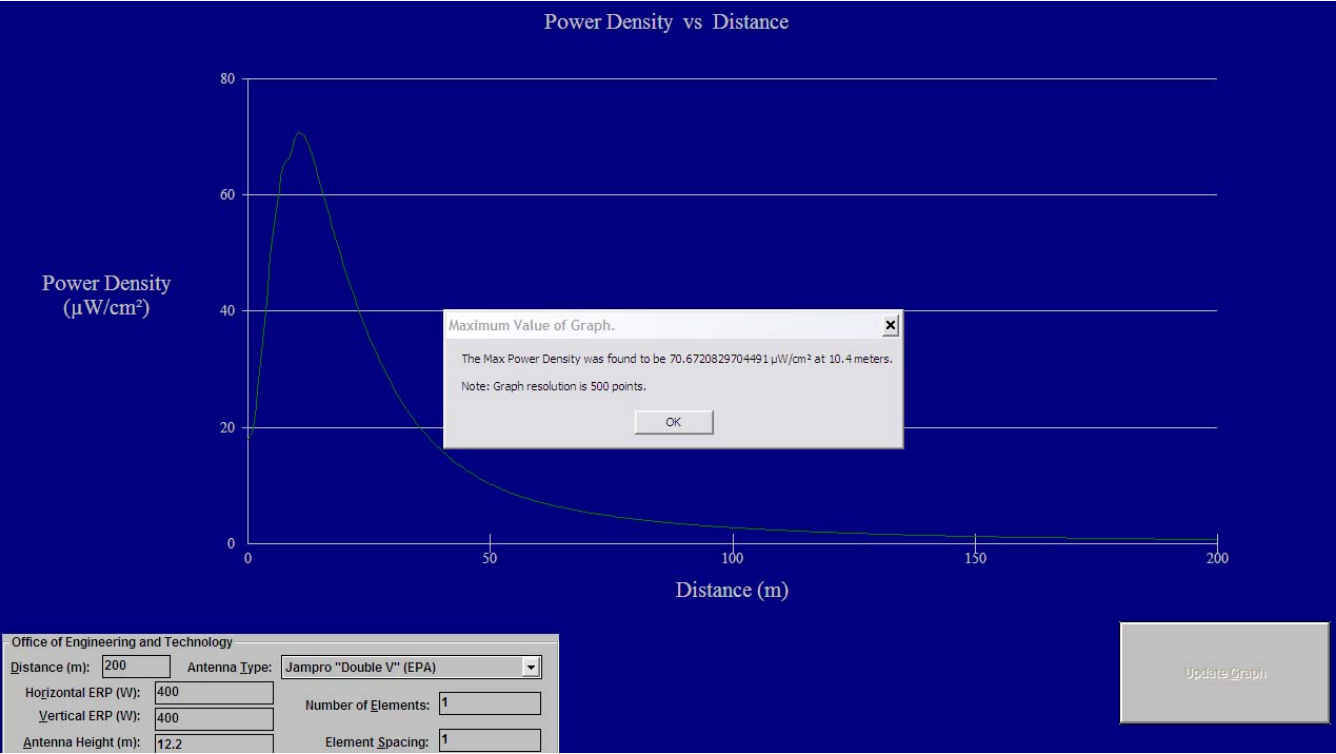 Power Density vs Distance
80
60
Power Density
(µW/cm²)
40
Maximum Value of Graph.
The Max Power Density was found to be 70.6720829704491 µW/cm² at 10.4 meters.
Note: Graph resolution is 500 points.
OK
20
0
0 50 100 150 200
Distance (m)
Office of Engineering and Technology
Distance (m): 200 Antenna Type: Jampro "Double V" (EPA)
Horizontal ERP (W): 400 Number of Elements: 1
Vertical ERP (W): 400
Antenna Height (m): 12.2 Element Spacing: 1
Update Graph